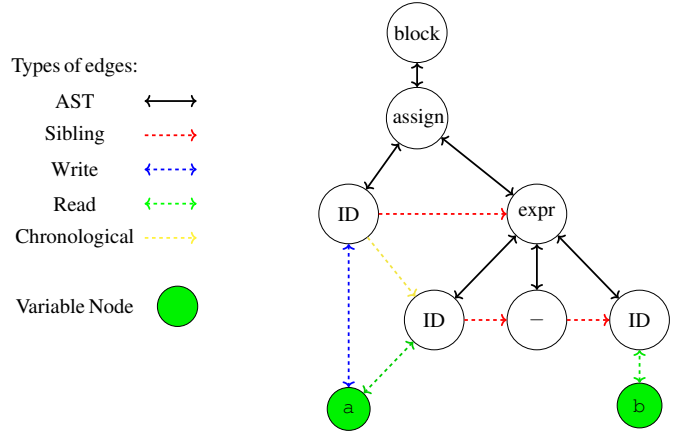 Types of edges:
AST
Sibling
Write
Read
Chronological
Variable Node
block
assign
ID
expr
ID
−
ID
a
b